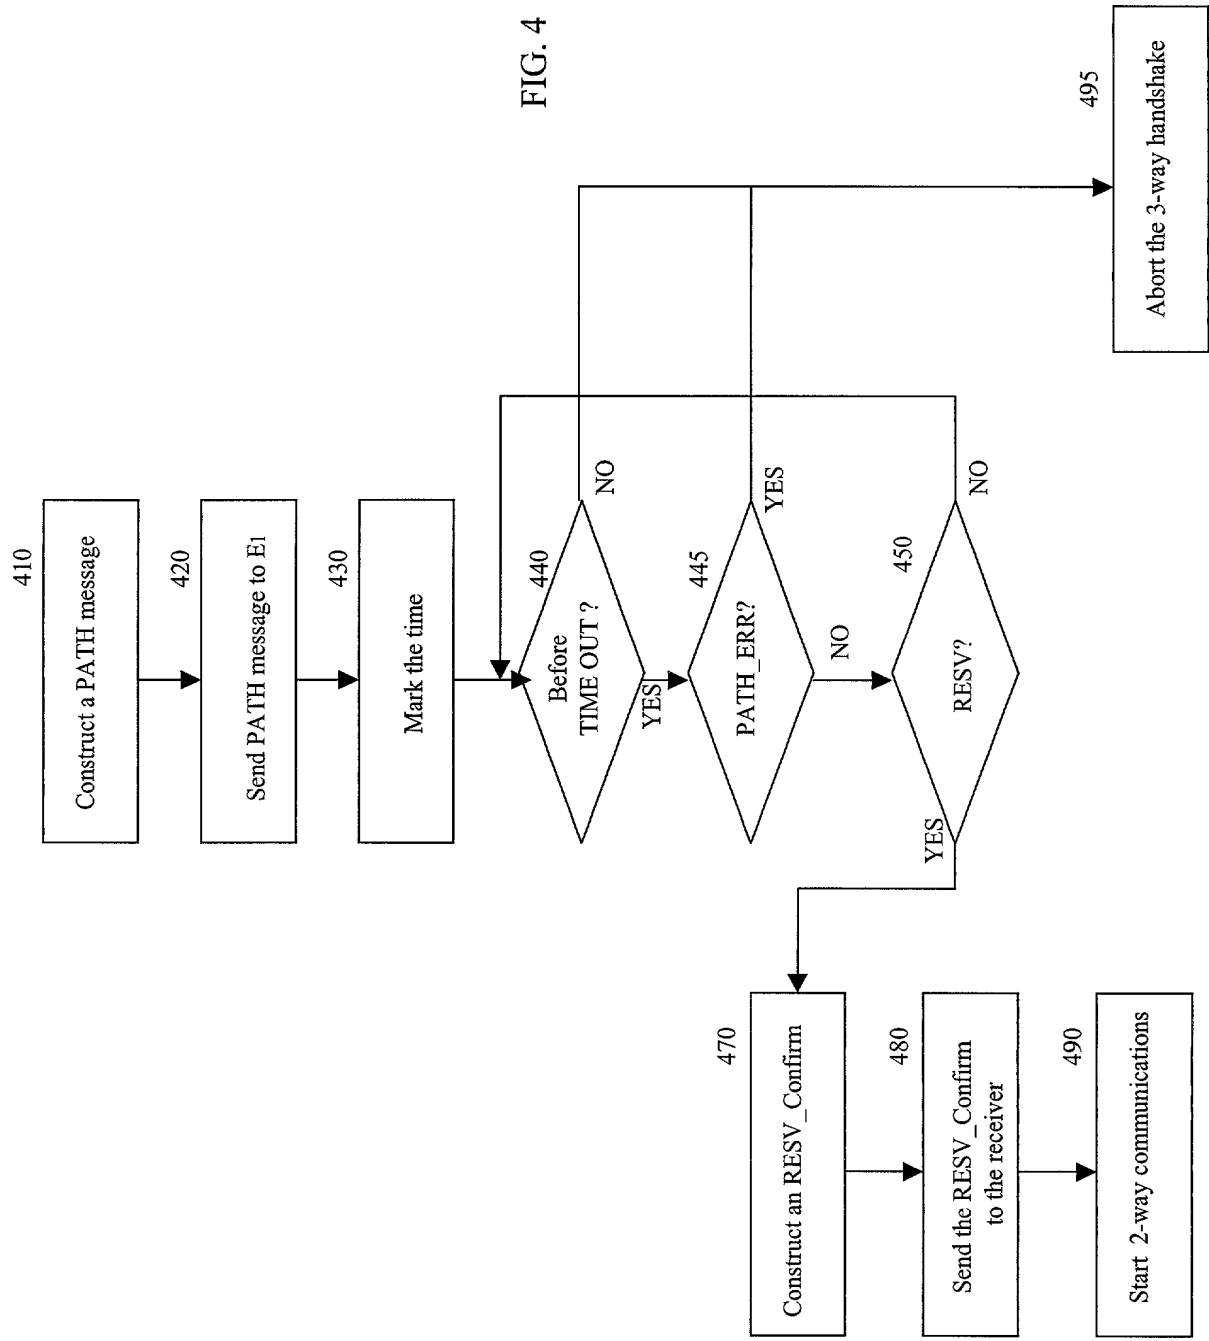 FIG. 4
410
Construct a PATH message
420
Send PATH message to E1
430
Mark the time
440
Before
TIME OUT ?
NO
YES
445
PATH_ERR?
YES
NO
450
RESV?
NO
YES
470
Construct an RESV_Confirm
480
Send the RESV_Confirm
to the receiver
490
Start 2-way communications
495
Abort the 3-way handshake